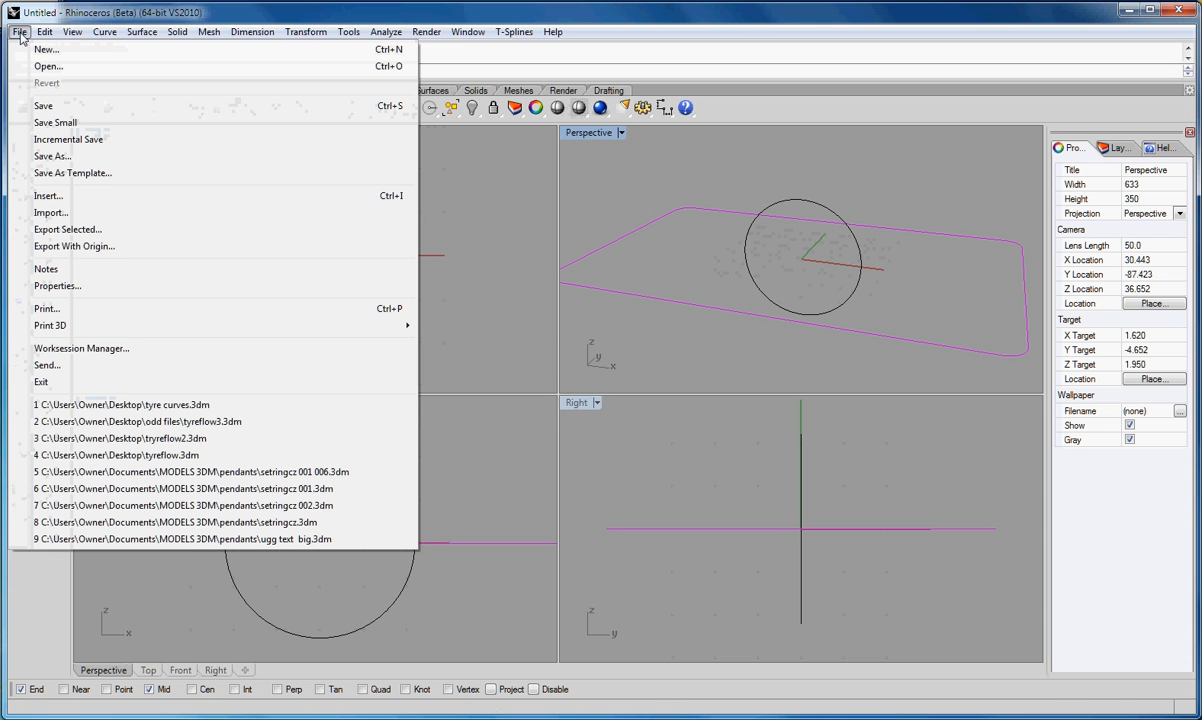 Untitled - Rhinoceros (Beta) (64-bit VS2010)
File Edit View Curve Surface Solid Mesh Dimension Transform Tools Analyze Render Window T-Splines Help
New... Ctrl+N
Open... Ctrl+O
Revert
Save Ctrl+S
Save Small
Incremental Save
Save As...
Save As Template...
Insert... Ctrl+I
Import...
Export Selected...
Export With Origin...
Notes
Properties...
Print... Ctrl+P
Print 3D
Worksession Manager...
Send...
Exit
1 C:\Users\Owner\Desktop\tyre curves.3dm
2 C:\Users\Owner\Desktop\odd files\tyreflow3.3dm
3 C:\Users\Owner\Desktop\tryreflow2.3dm
4 C:\Users\Owner\Desktop\tyreflow.3dm
5 C:\Users\Owner\Documents\MODELS 3DM\pendants\setringcz 001 006.3dm
6 C:\Users\Owner\Documents\MODELS 3DM\pendants\setringcz 001.3dm
7 C:\Users\Owner\Documents\MODELS 3DM\pendants\setringcz 002.3dm
8 C:\Users\Owner\Documents\MODELS 3DM\pendants\setringcz.3dm
9 C:\Users\Owner\Documents\MODELS 3DM\pendants\ugg text big.3dm
urfaces Solids Meshes Render Drafting
Perspective
z
y
x
Right
z
x
z
y
Pro... Lay... Hel...
Title Perspective
Width 633
Height 350
Projection Perspective
Camera
Lens Length 50.0
X Location 30.443
Y Location -87.423
Z Location 36.652
Location Place...
Target
X Target 1.620
Y Target -4.652
Z Target 1.950
Location Place...
Wallpaper
Filename (none) ...
Show
Gray
Perspective Top Front Right
End Near Point Mid Cen Int Perp Tan Quad Knot Vertex Project Disable